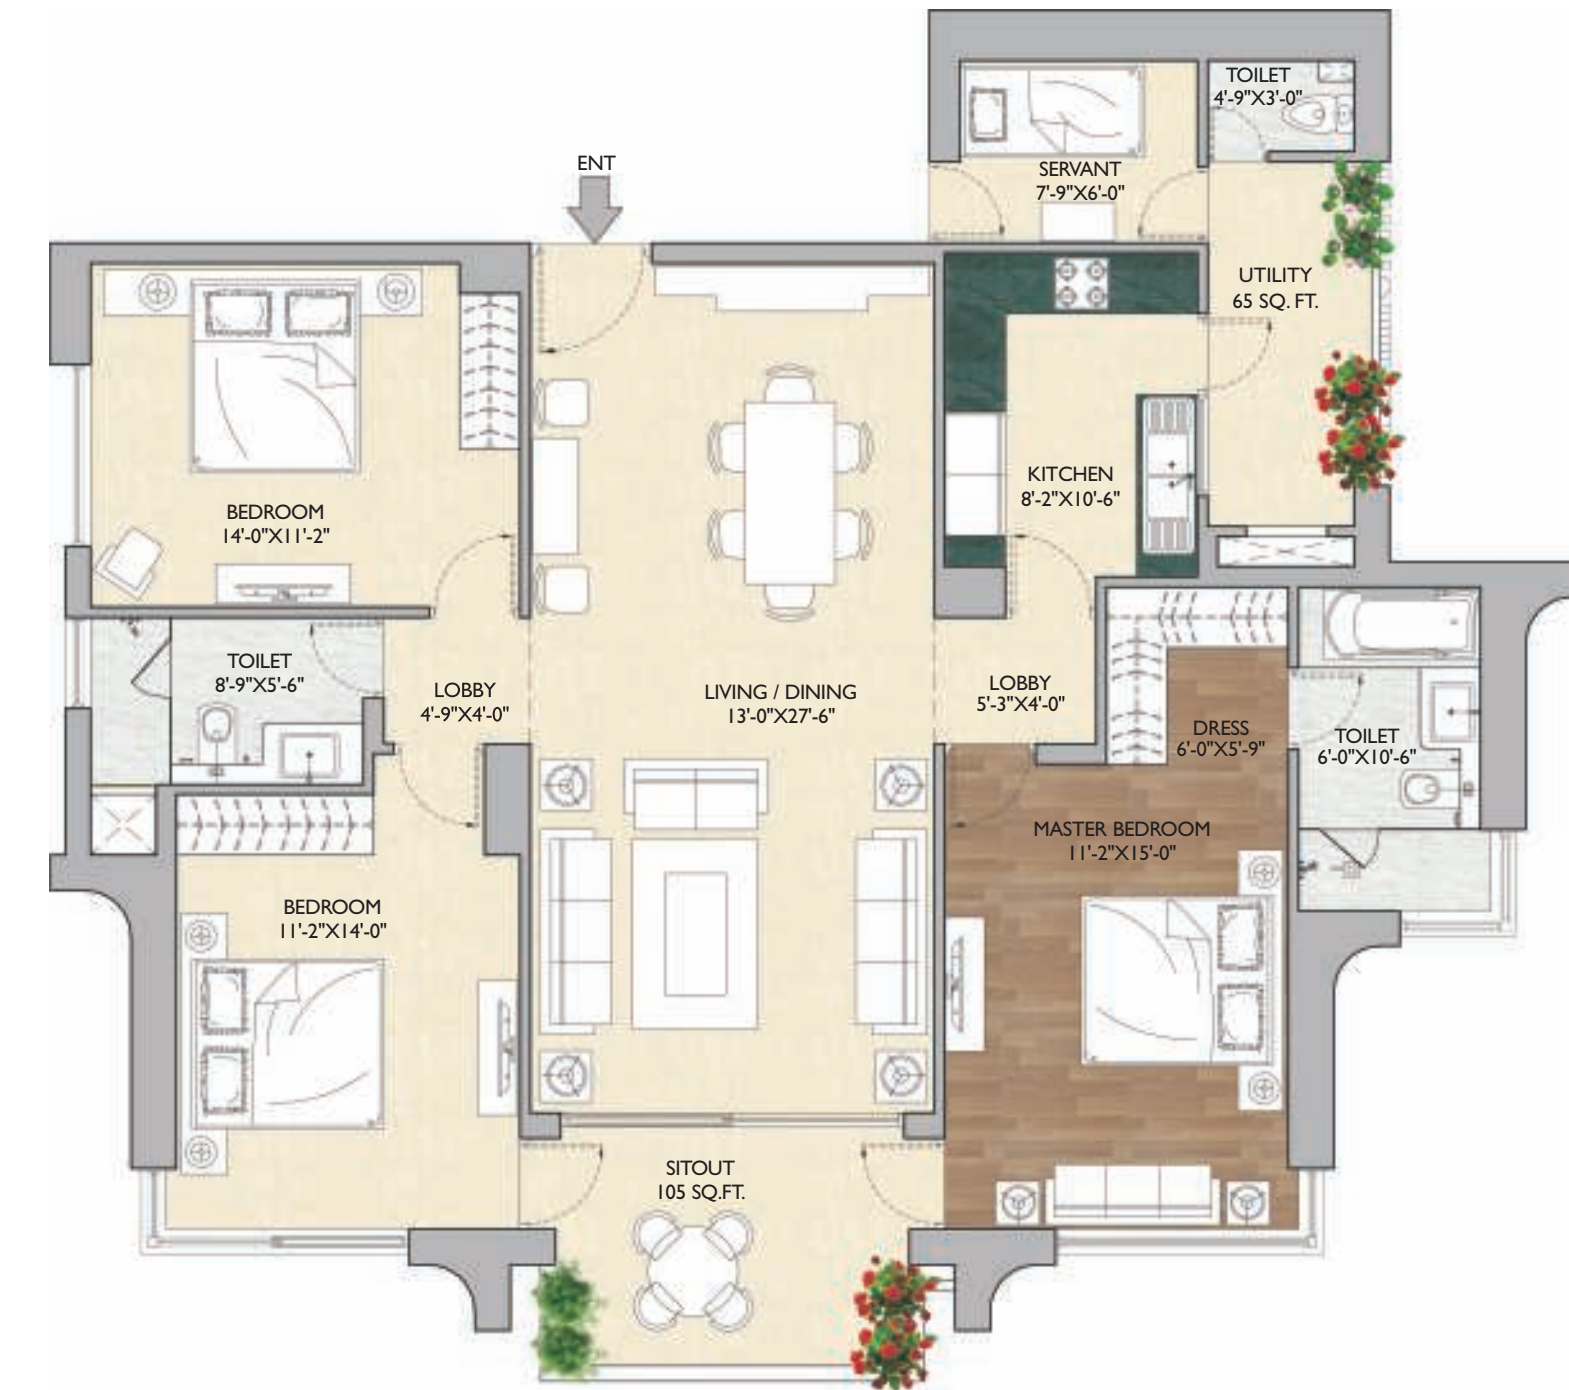 TOILET
4'-9"X3'-0"
ENT
SERVANT
7'-9"X6'-0"
UTILITY
65 SQ. FT.
KITCHEN
8'-2"X10'-6"
BEDROOM
14'-0"X11'-2"
TOILET
8'-9"X5'-6"
LOBBY
4'-9"X4'-0"
LIVING / DINING
13'-0"X27'-6"
LOBBY
5'-3"X4'-0"
DRESS
6'-0"X5'-9"
TOILET
6'-0"X10'-6"
MASTER BEDROOM
11'-2"X15'-0"
BEDROOM
11'-2"X14'-0"
SITOUT
105 SQ.FT.